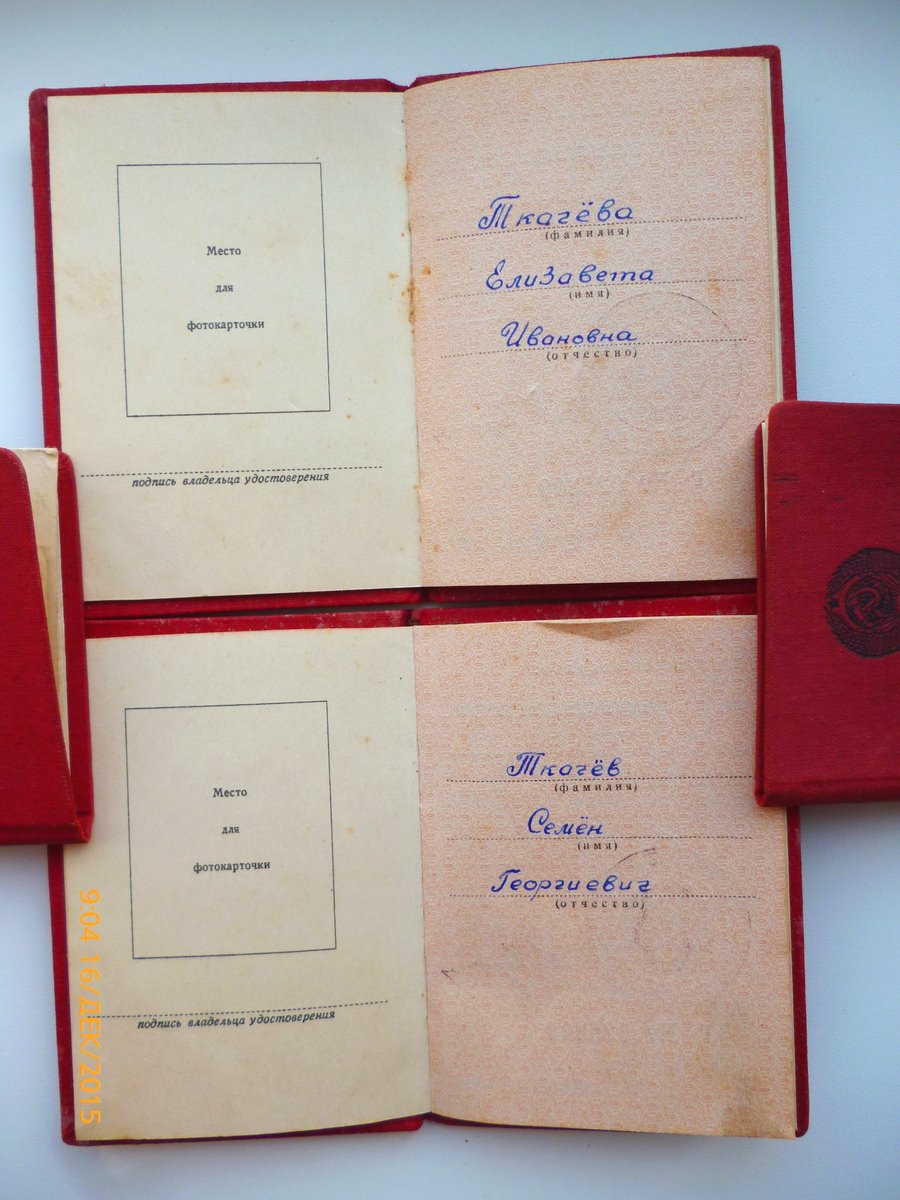 Место
для
фотокарточки
подпись владельца удостоверения
Ткачёва
(фамилия)
Елизавета
(имя)
Ивановна
(отчество)
Место
для
фотокарточки
подпись владельца удостоверения
Ткачёв
(фамилия)
Семён
(имя)
Георгиевич
(отчество)
9:04 16/ДЕК/2015